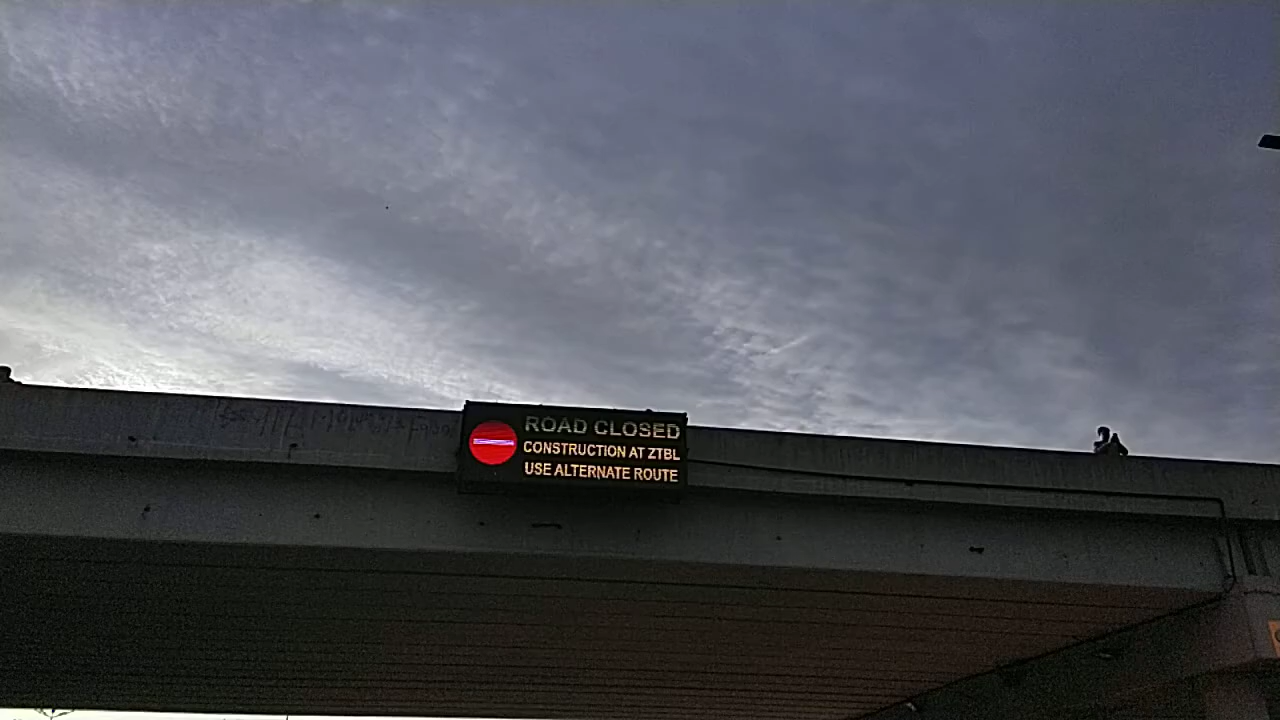 ROAD CLOSED
CONSTRUCTION AT ZTBL
USE ALTERNATE ROUTE